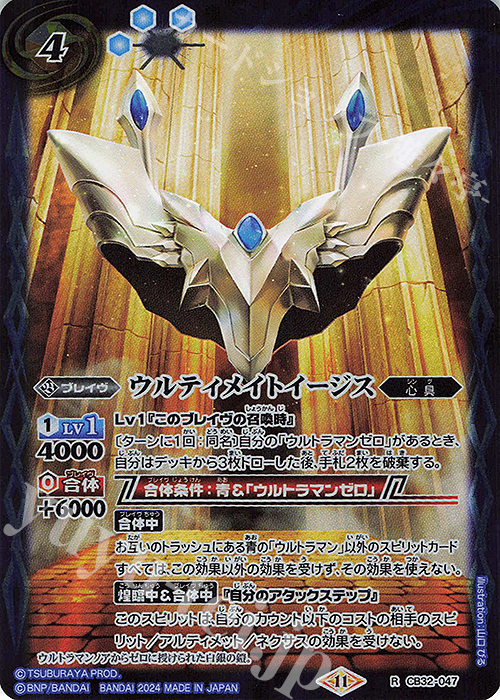 4
ブレイヴ
ウルティメイトイージス
シング
心具
1 LV1
4000
Lv1『このブレイヴの召喚時』
〔ターンに1回:同名〕自分の「ウルトラマンゼロ」があるとき、
自分はデッキから3枚ドローした後、手札2枚を破棄する。
0 合体
+6000
合体条件:青&「ウルトラマンゼロ」
合体中
お互いのトラッシュにある青の「ウルトラマン」以外のスピリットカード
すべては、この効果以外の効果を受けず、その効果を使えない。
煌臨中&合体中 『自分のアタックステップ』
このスピリットは、自分のカウント以下のコストの相手のスピ
リット/アルティメット/ネクサスの効果を受けない。
ウルトラマンノアからゼロに授けられた白銀の鎧。
Illustration:山口ひろ
©TSUBURAYA PROD.
©BNP/BANDAI BANDAI 2024 MADE IN JAPAN
11
R CB32-047